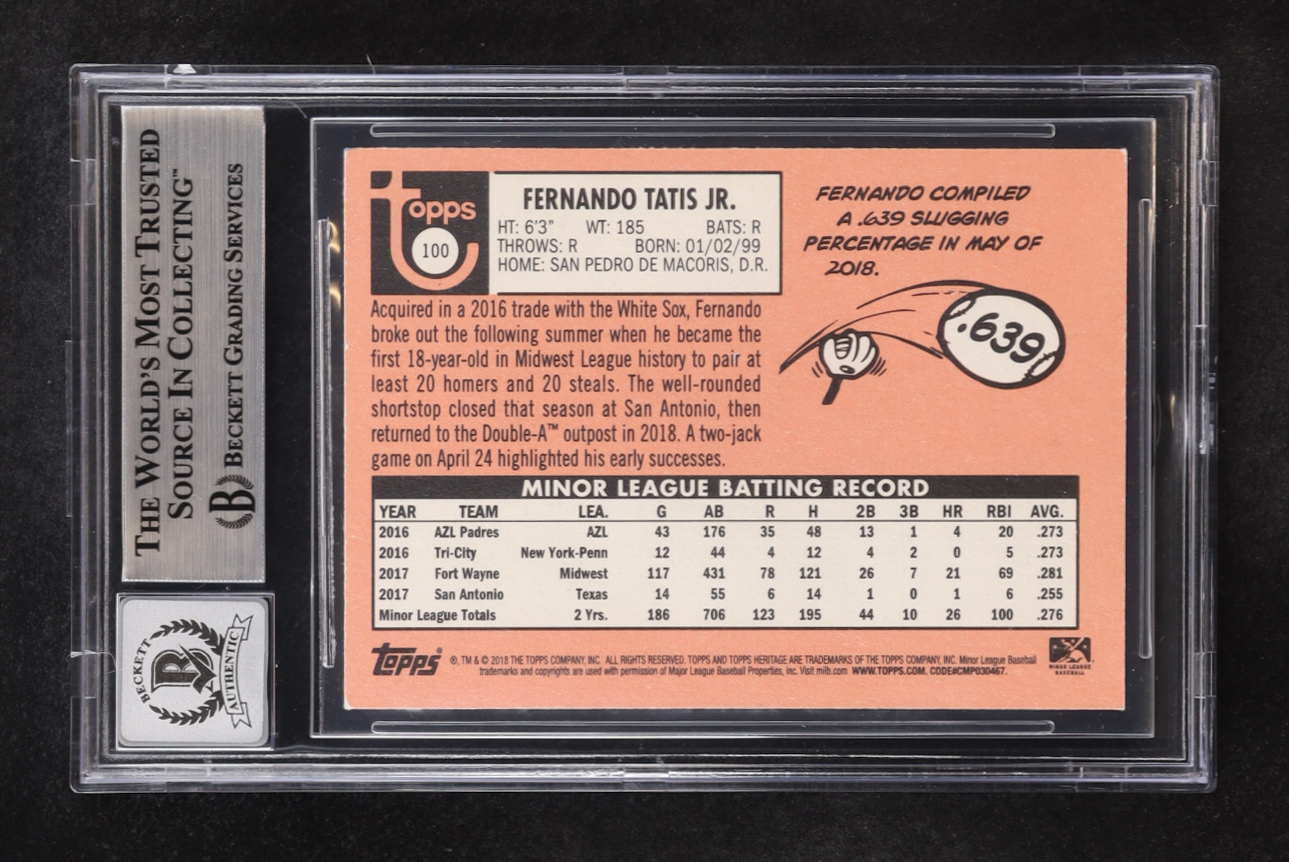 THE WORLD'S MOST TRUSTED
SOURCE IN COLLECTING™
B BECKETT GRADING SERVICES
BECKETT
B
AUTHENTIC
Topps
100
FERNANDO TATIS JR.
HT: 6'3" WT: 185 BATS: R
THROWS: R BORN: 01/02/99
HOME: SAN PEDRO DE MACORIS, D.R.
Acquired in a 2016 trade with the White Sox, Fernando
broke out the following summer when he became the
first 18-year-old in Midwest League history to pair at
least 20 homers and 20 steals. The well-rounded
shortstop closed that season at San Antonio, then
returned to the Double-A™ outpost in 2018. A two-jack
game on April 24 highlighted his early successes.
FERNANDO COMPILED
A .639 SLUGGING
PERCENTAGE IN MAY OF
2018.
.639
MINOR LEAGUE BATTING RECORD
YEAR TEAM LEA. G AB R H 2B 3B HR RBI AVG.
2016 AZL Padres AZL 43 176 35 48 13 1 4 20 .273
2016 Tri-City New York-Penn 12 44 4 12 4 2 0 5 .273
2017 Fort Wayne Midwest 117 431 78 121 26 7 21 69 .281
2017 San Antonio Texas 14 55 6 14 1 0 1 6 .255
Minor League Totals 2 Yrs. 186 706 123 195 44 10 26 100 .276
Topps
®, TM & © 2018 THE TOPPS COMPANY, INC. ALL RIGHTS RESERVED. TOPPS AND TOPPS HERITAGE ARE TRADEMARKS OF THE TOPPS COMPANY, INC. Minor League Baseball
trademarks and copyrights are used with permission of Major League Baseball Properties, Inc. Visit milb.com WWW.TOPPS.COM. CODE#CMP030467.
MINOR LEAGUE
BASEBALL